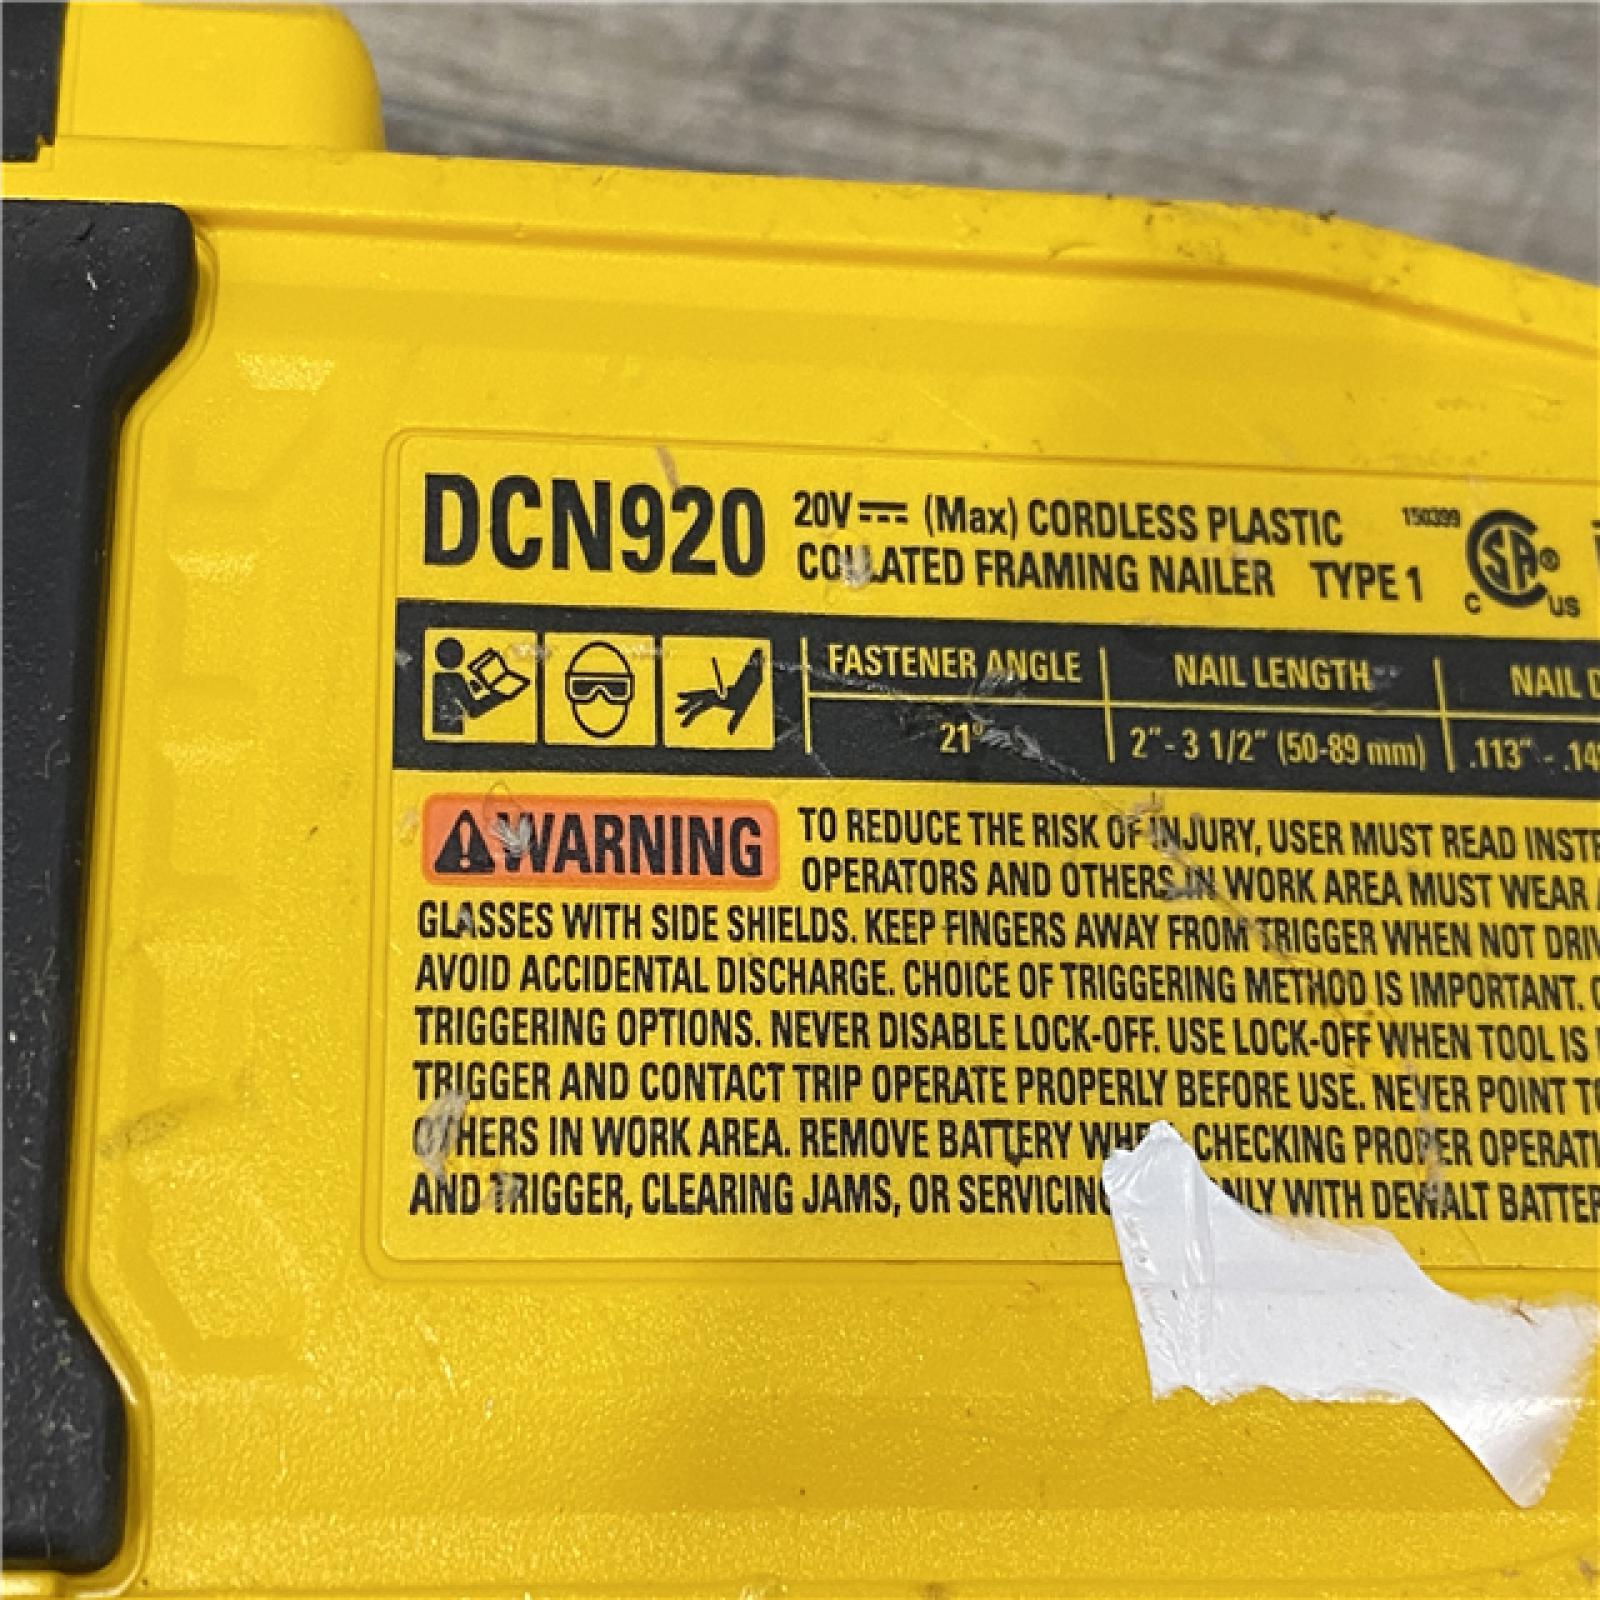 DCN920
20V (Max) CORDLESS PLASTIC
COLLATED FRAMING NAILER TYPE 1
150399
CSA®
C US
FASTENER ANGLE NAIL LENGTH NAIL
21° 2"- 3 1/2" (50-89 mm) .113" -
WARNING TO REDUCE THE RISK OF INJURY, USER MUST READ
OPERATORS AND OTHERS IN WORK AREA MUST WEAR
GLASSES WITH SIDE SHIELDS. KEEP FINGERS AWAY FROM TRIGGER WHEN NOT
AVOID ACCIDENTAL DISCHARGE. CHOICE OF TRIGGERING METHOD IS IMPORTANT.
TRIGGERING OPTIONS. NEVER DISABLE LOCK-OFF. USE LOCK-OFF WHEN TOOL IS
TRIGGER AND CONTACT TRIP OPERATE PROPERLY BEFORE USE. NEVER POINT
OTHERS IN WORK AREA. REMOVE BATTERY WHEN CHECKING PROPER
AND TRIGGER, CLEARING JAMS, OR SERVICING WITH DEWALT